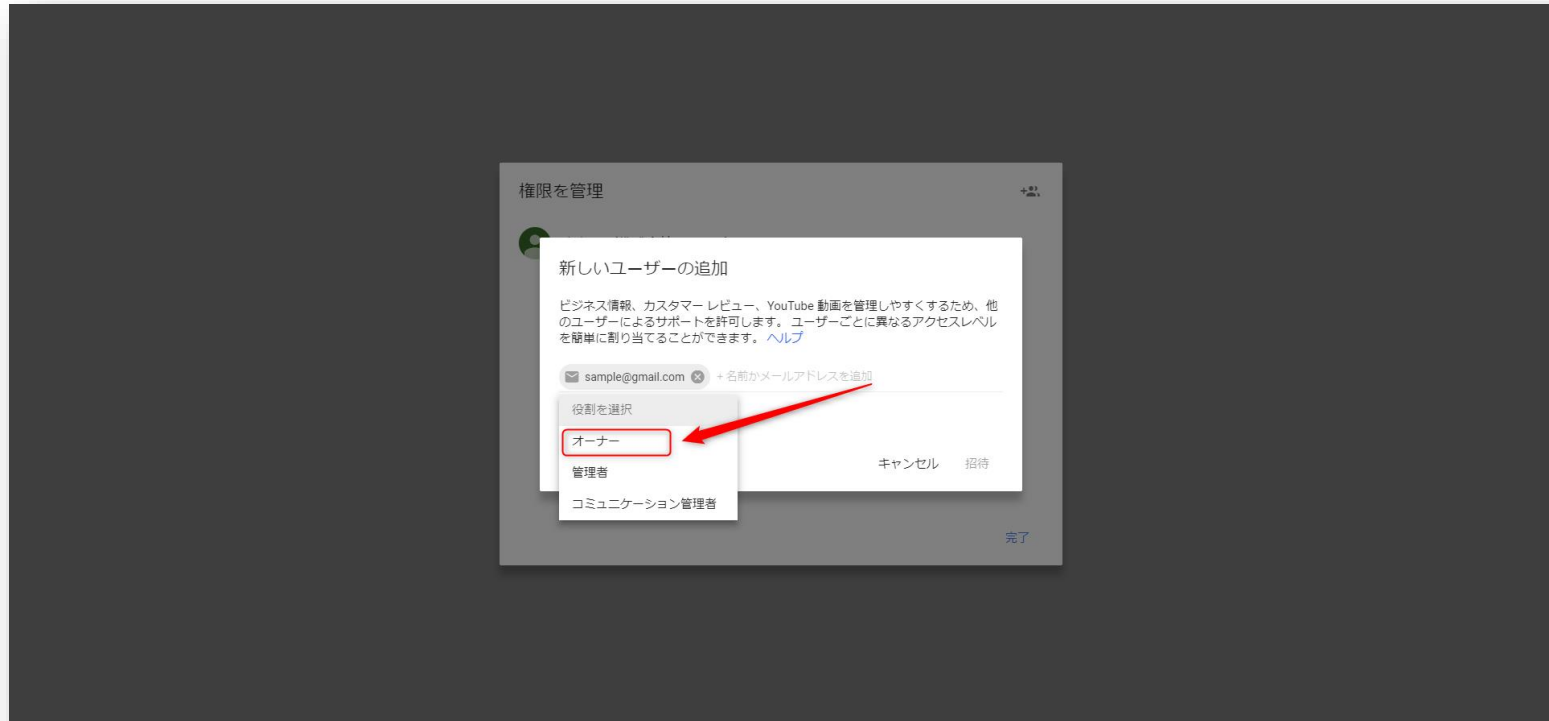 権限を管理
新しいユーザーの追加
ビジネス情報、カスタマー レビュー、YouTube 動画を管理しやすくするため、他
のユーザーによるサポートを許可します。 ユーザーごとに異なるアクセスレベル
を簡単に割り当てることができます。 ヘルプ
sample@gmail.com + 名前かメールアドレスを追加
役割を選択
オーナー
管理者
コミュニケーション管理者
キャンセル 招待
完了